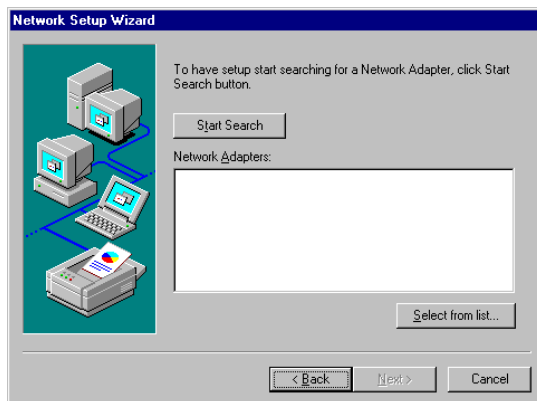 Network Setup Wizard
To have setup start searching for a Network Adapter, click Start
Search button.
Start Search
Network Adapters:
Select from list...
< Back
Next >
Cancel